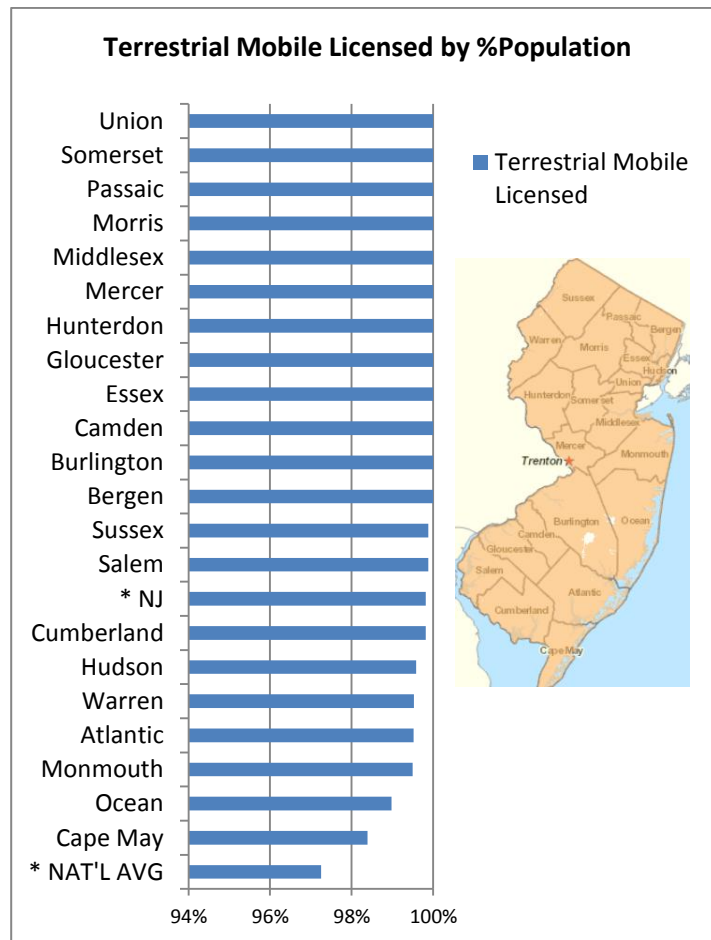 Terrestrial Mobile Licensed by %Population
Union
Somerset
Passaic
Morris
Middlesex
Mercer
Hunterdon
Gloucester
Essex
Camden
Burlington
Bergen
Sussex
Salem
* NJ
Cumberland
Hudson
Warren
Atlantic
Monmouth
Ocean
Cape May
* NAT'L AVG
94% 96% 98% 100%
Terrestrial Mobile
Licensed
Sussex
Passaic
Bergen
Warren
Morris
Essex
Hudson
Union
Hunterdon
Somerset
Middlesex
Mercer
Monmouth
Trenton
Ocean
Burlington
Camden
Gloucester
Salem
Atlantic
Cumberland
Cape May